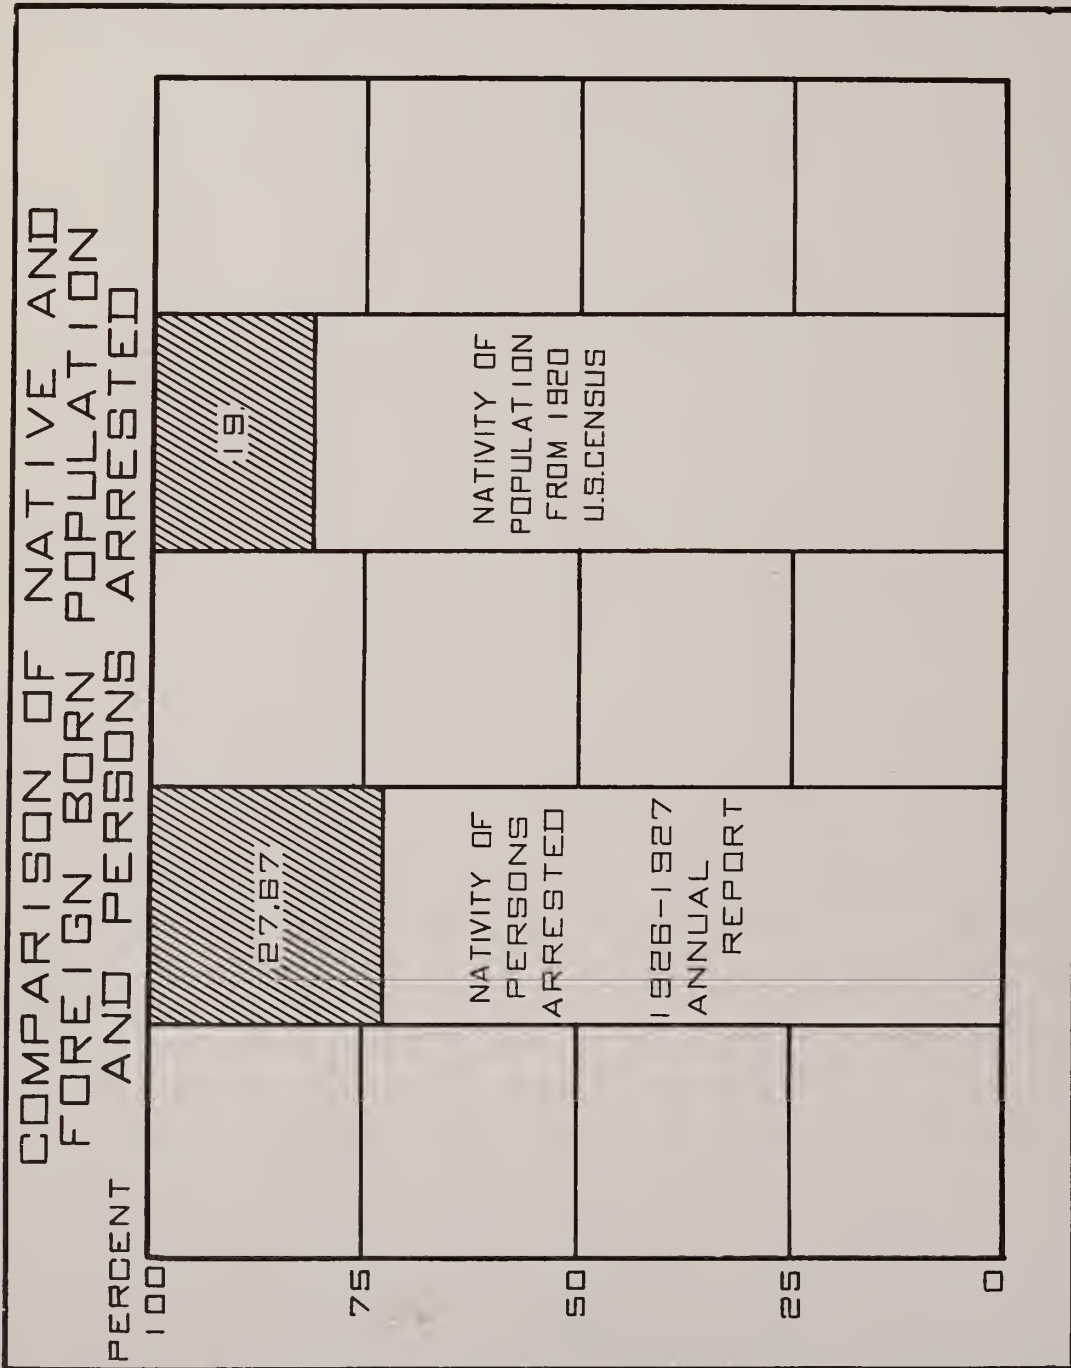 COMPARISON OF NATIVE AND
FOREIGN BORN POPULATION
AND PERSONS ARRESTED
PERCENT
100
75
50
25
0
27.67
NATIVITY OF
PERSONS
ARRESTED
1926-1927
ANNUAL
REPORT
19
NATIVITY OF
POPULATION
FROM 1920
U.S.CENSUS